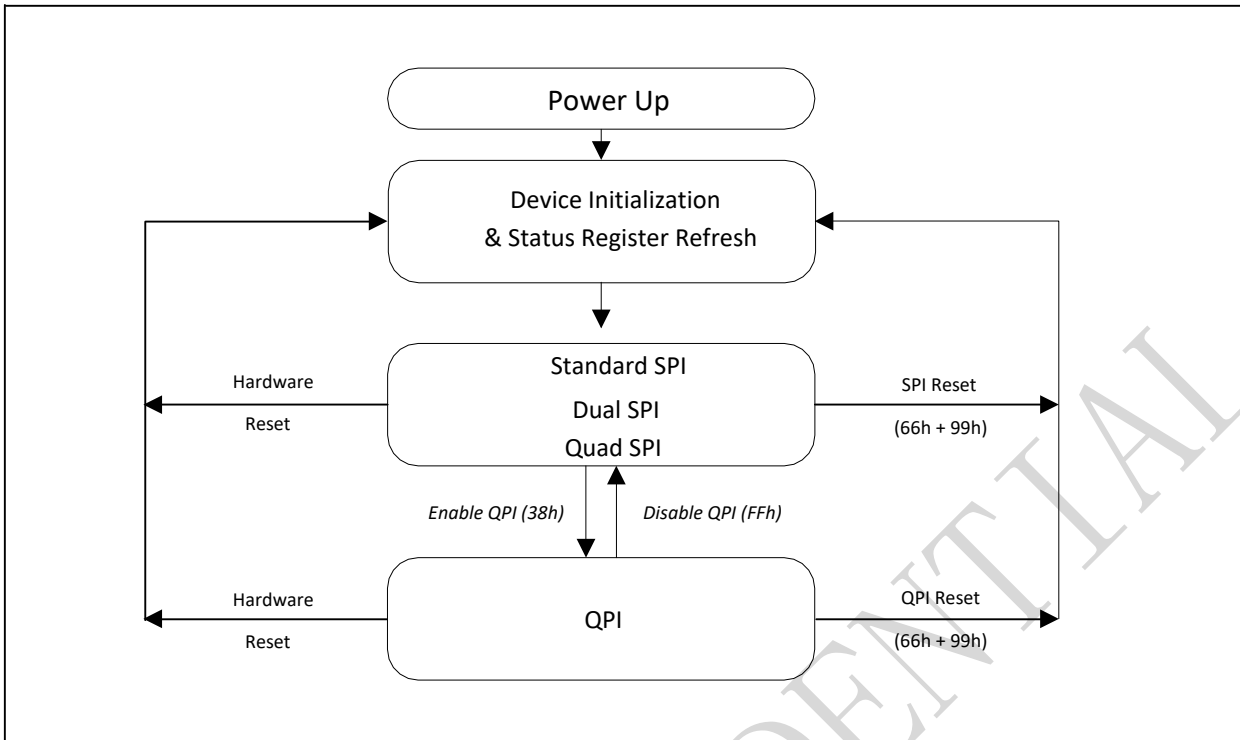 Power Up
Device Initialization
& Status Register Refresh
Standard SPI
Dual SPI
Quad SPI
Hardware
Reset
SPI Reset
(66h + 99h)
Enable QPI (38h)
Disable QPI (FFh)
QPI
Hardware
Reset
QPI Reset
(66h + 99h)
DENTIAL